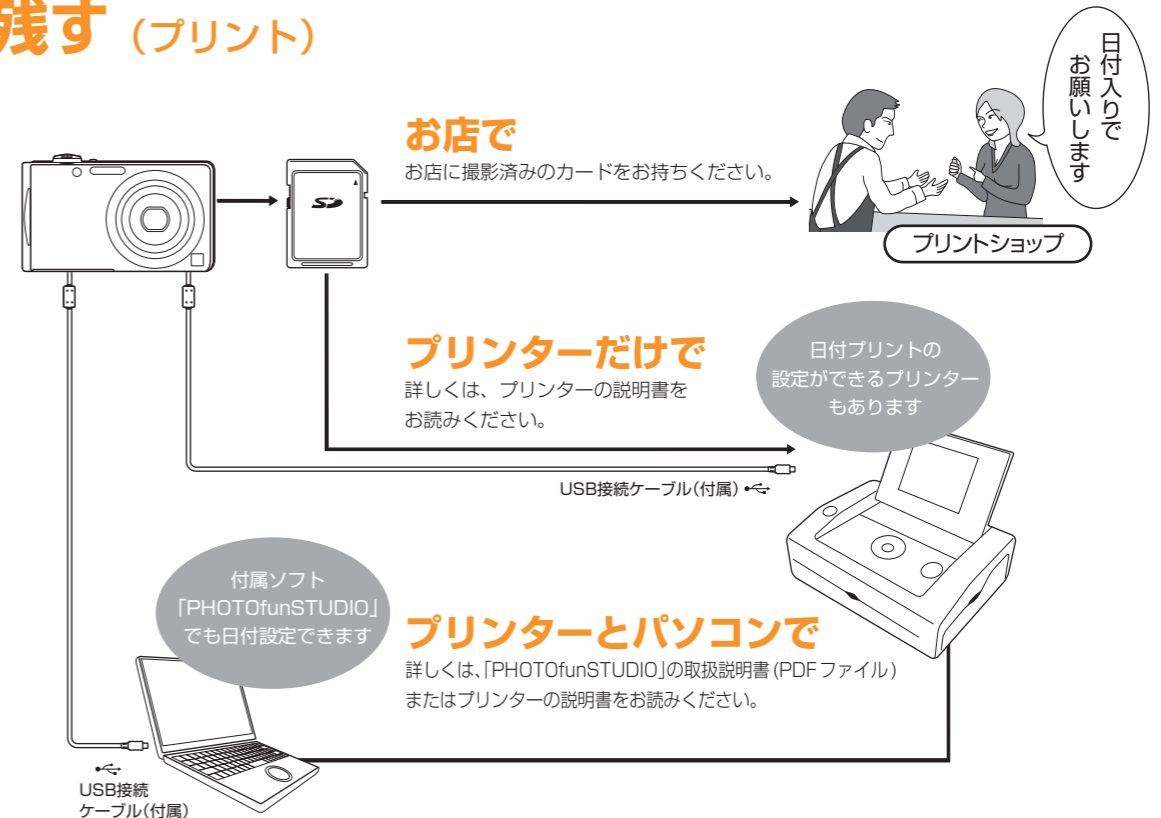 残す(プリント)
お店で
お店に撮影済みのカードをお持ちください。
日付入りで
お願いします
プリントショップ
SD
プリンターだけで
詳しくは、プリンターの説明書を
お読みください。
日付プリントの
設定ができるプリンター
もあります
USB接続ケーブル(付属)
付属ソフト
「PHOTOfunSTUDIO」
でも日付設定できます
プリンターとパソコンで
詳しくは、「PHOTOfunSTUDIO」の取扱説明書(PDFファイル)
またはプリンターの説明書をお読みください。
USB接続
ケーブル(付属)